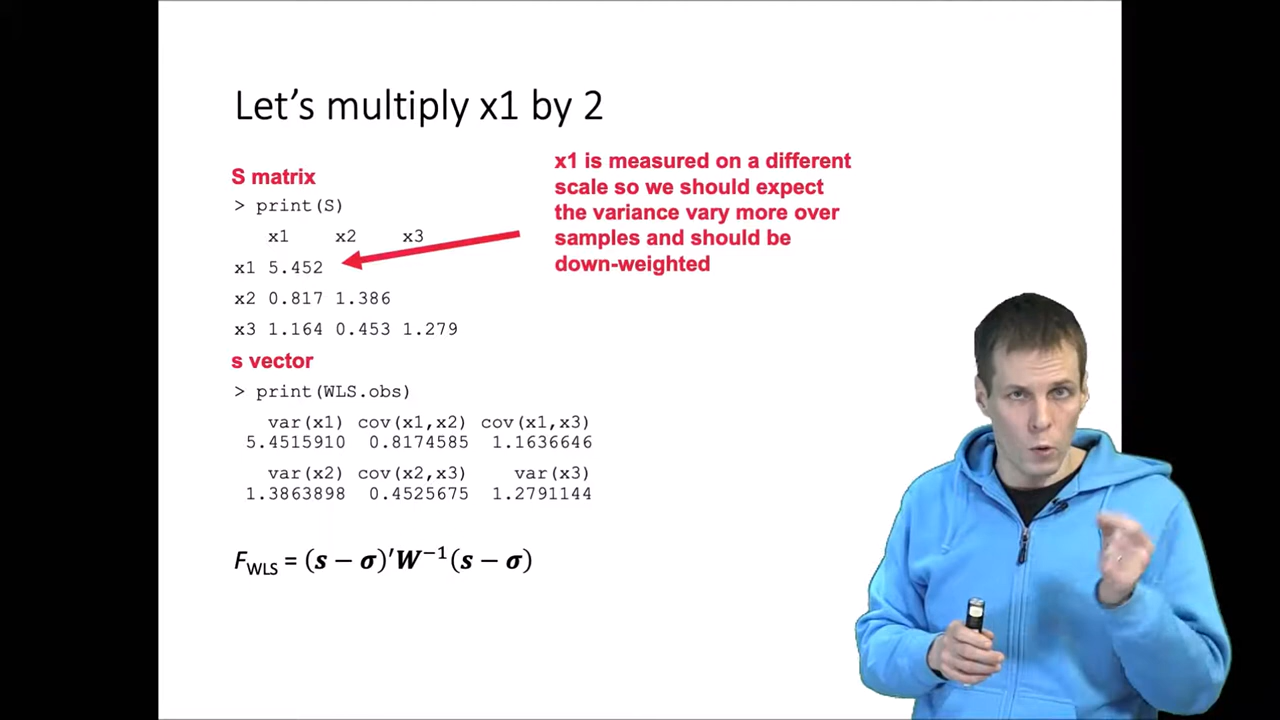 Let's multiply x1 by 2
S matrix
> print(S)
x1 x2 x3
x1 5.452
x2 0.817 1.386
x3 1.164 0.453 1.279
x1 is measured on a different
scale so we should expect
the variance vary more over
samples and should be
down-weighted
s vector
> print(WLS.obs)
var(x1) cov(x1,x2) cov(x1,x3)
5.4515910 0.8174585 1.1636646
var(x2) cov(x2,x3) var(x3)
1.3863898 0.4525675 1.2791144
F_WLS = (s − σ)′W⁻¹(s − σ)